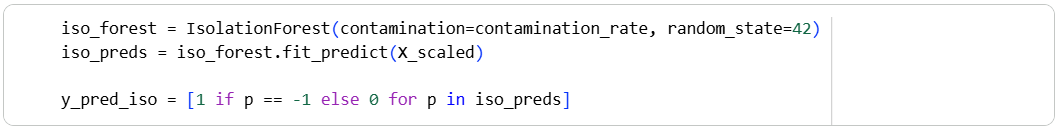 iso_forest = IsolationForest(contamination=contamination_rate, random_state=42)
iso_preds = iso_forest.fit_predict(X_scaled)
y_pred_iso = [1 if p == -1 else 0 for p in iso_preds]